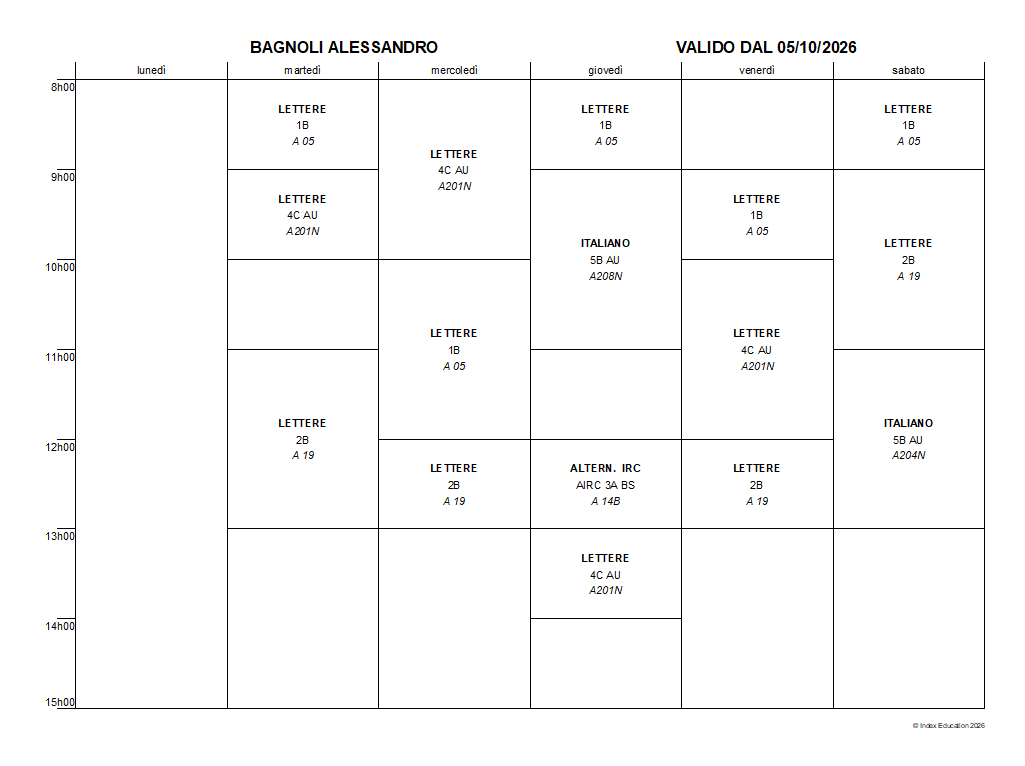 BAGNOLI ALESSANDRO VALIDO DAL 05/10/2026
lunedì martedì mercoledì giovedì venerdì sabato
8h00
LETTERE LETTERE LETTERE
1B 1B 1B
A 05 A 05 A 05
LETTERE
4C AU
A201N
9h00
LETTERE LETTERE
4C AU 1B
A201N A 05
ITALIANO LETTERE
5B AU 2B
A208N A 19
10h00
LETTERE LETTERE
1B 4C AU
A 05 A201N
11h00
LETTERE ITALIANO
2B 5B AU
A 19 A204N
12h00
LETTERE ALTERN. IRC LETTERE
2B AIRC 3A BS 2B
A 19 A 14B A 19
13h00
LETTERE
4C AU
A201N
14h00
15h00
© Index Education 2026